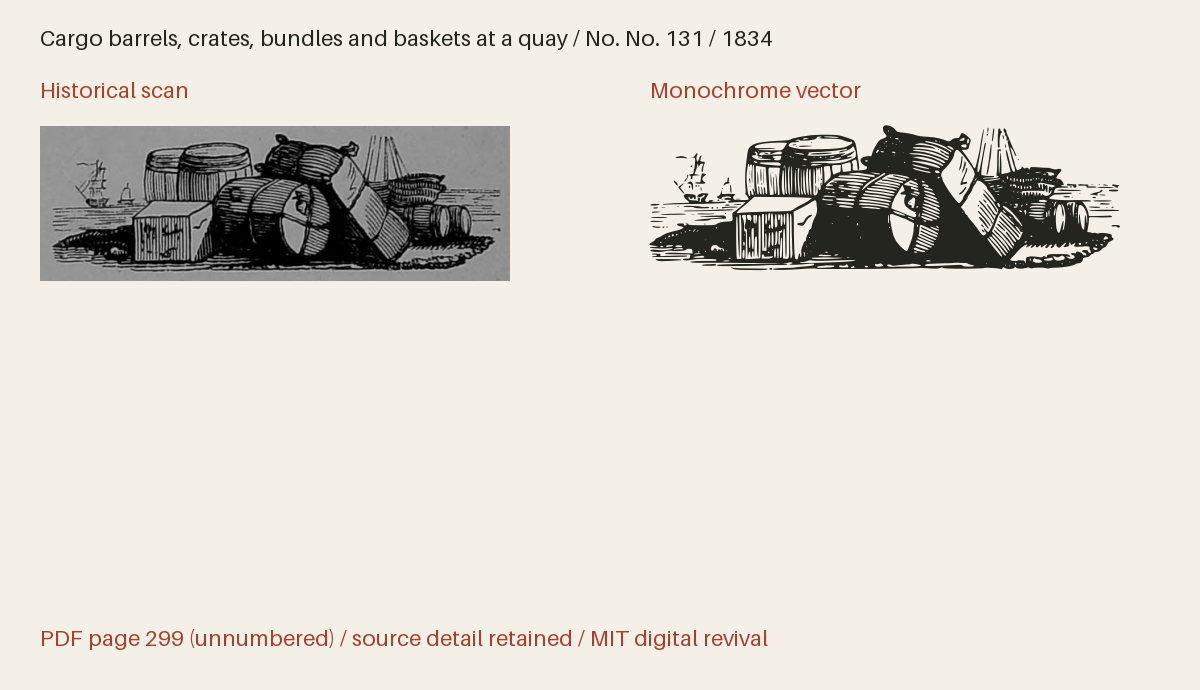 Cargo barrels, crates, bundles and baskets at a quay / No. No. 131 / 1834
Historical scan
Monochrome vector
PDF page 299 (unnumbered) / source detail retained / MIT digital revival